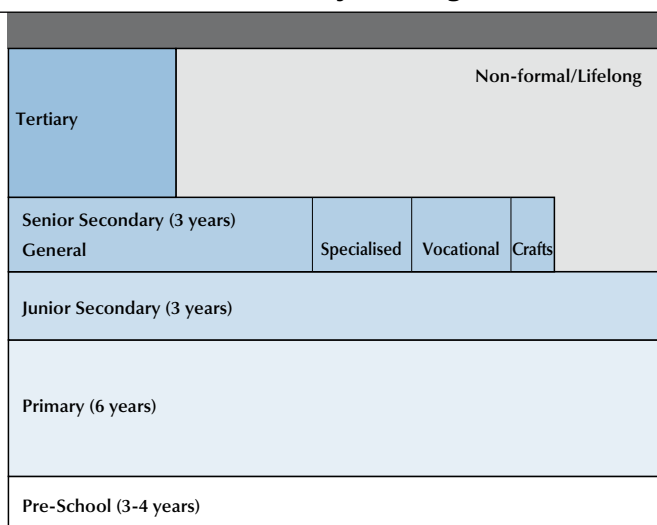 Non-formal/Lifelong
Tertiary
Senior Secondary (3 years)
General
Specialised
Vocational
Crafts
Junior Secondary (3 years)
Primary (6 years)
Pre-School (3-4 years)